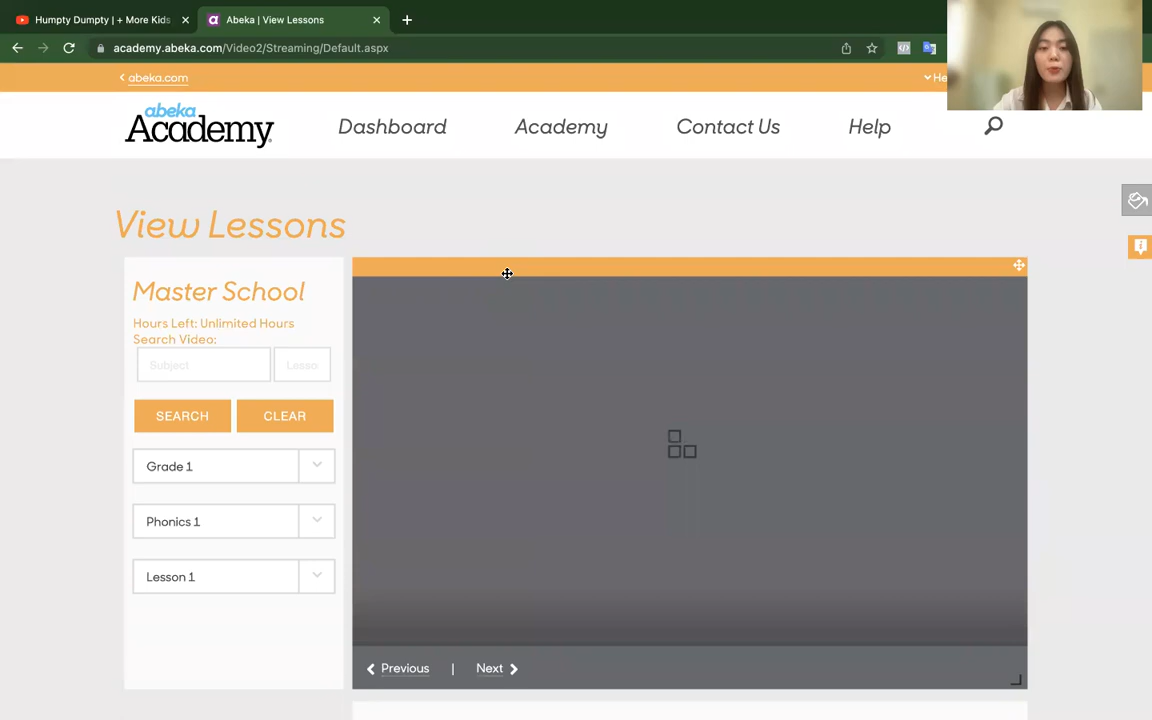 Humpty Dumpty | + More Kids
Abeka | View Lessons
academy.abeka.com/Video2/Streaming/Default.aspx
abeka.com
He
abeka
Academy
Dashboard
Academy
Contact Us
Help
View Lessons
Master School
Hours Left: Unlimited Hours
Search Video:
Subject
Lesso
SEARCH
CLEAR
Grade 1
Phonics 1
Lesson 1
Previous | Next